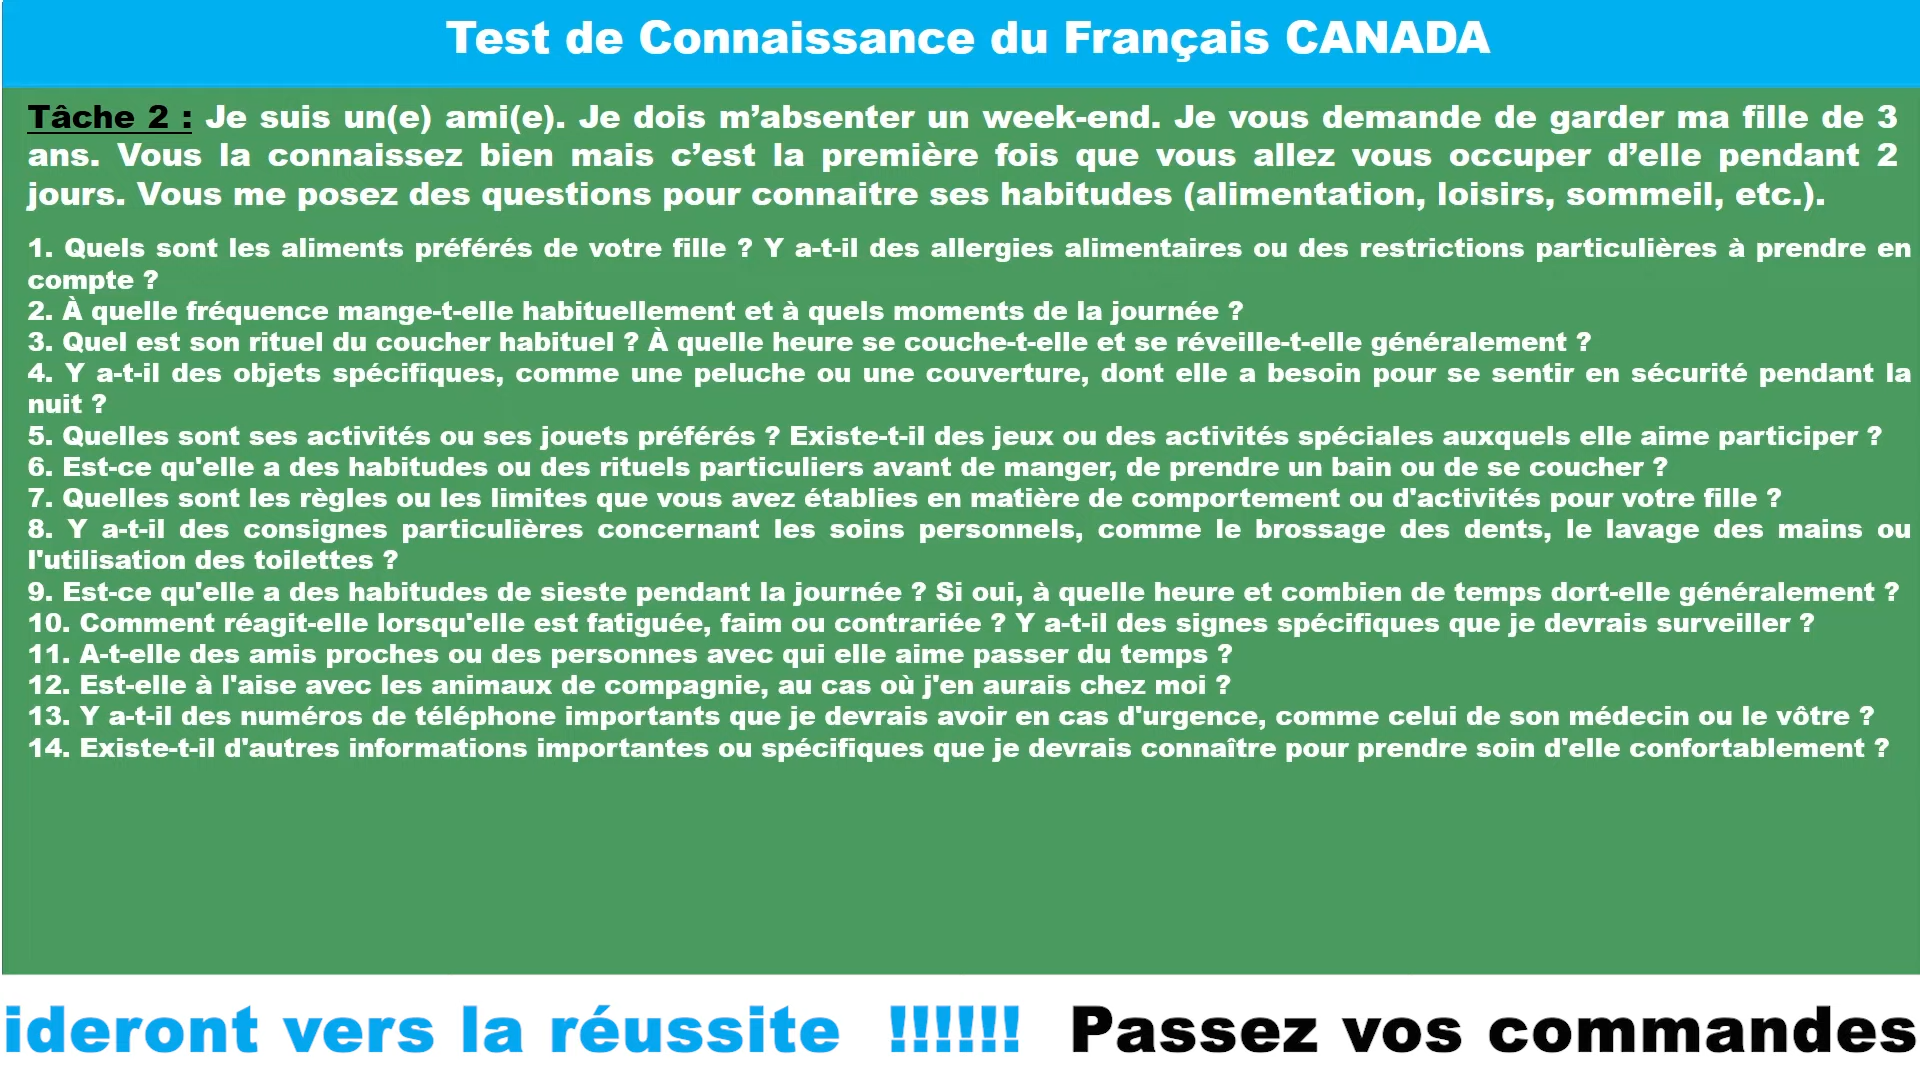 Test de Connaissance du Français CANADA
Tâche 2 : Je suis un(e) ami(e). Je dois m’absenter un week-end. Je vous demande de garder ma fille de 3
ans. Vous la connaissez bien mais c’est la première fois que vous allez vous occuper d’elle pendant 2
jours. Vous me posez des questions pour connaitre ses habitudes (alimentation, loisirs, sommeil, etc.).
1. Quels sont les aliments préférés de votre fille ? Y a-t-il des allergies alimentaires ou des restrictions particulières à prendre en
compte ?
2. À quelle fréquence mange-t-elle habituellement et à quels moments de la journée ?
3. Quel est son rituel du coucher habituel ? À quelle heure se couche-t-elle et se réveille-t-elle généralement ?
4. Y a-t-il des objets spécifiques, comme une peluche ou une couverture, dont elle a besoin pour se sentir en sécurité pendant la
nuit ?
5. Quelles sont ses activités ou ses jouets préférés ? Existe-t-il des jeux ou des activités spéciales auxquels elle aime participer ?
6. Est-ce qu'elle a des habitudes ou des rituels particuliers avant de manger, de prendre un bain ou de se coucher ?
7. Quelles sont les règles ou les limites que vous avez établies en matière de comportement ou d'activités pour votre fille ?
8. Y a-t-il des consignes particulières concernant les soins personnels, comme le brossage des dents, le lavage des mains ou
l'utilisation des toilettes ?
9. Est-ce qu'elle a des habitudes de sieste pendant la journée ? Si oui, à quelle heure et combien de temps dort-elle généralement ?
10. Comment réagit-elle lorsqu'elle est fatiguée, faim ou contrariée ? Y a-t-il des signes spécifiques que je devrais surveiller ?
11. A-t-elle des amis proches ou des personnes avec qui elle aime passer du temps ?
12. Est-elle à l'aise avec les animaux de compagnie, au cas où j'en aurais chez moi ?
13. Y a-t-il des numéros de téléphone importants que je devrais avoir en cas d'urgence, comme celui de son médecin ou le vôtre ?
14. Existe-t-il d'autres informations importantes ou spécifiques que je devrais connaître pour prendre soin d'elle confortablement ?
ideront vers la réussite !!!!!! Passez vos commandes